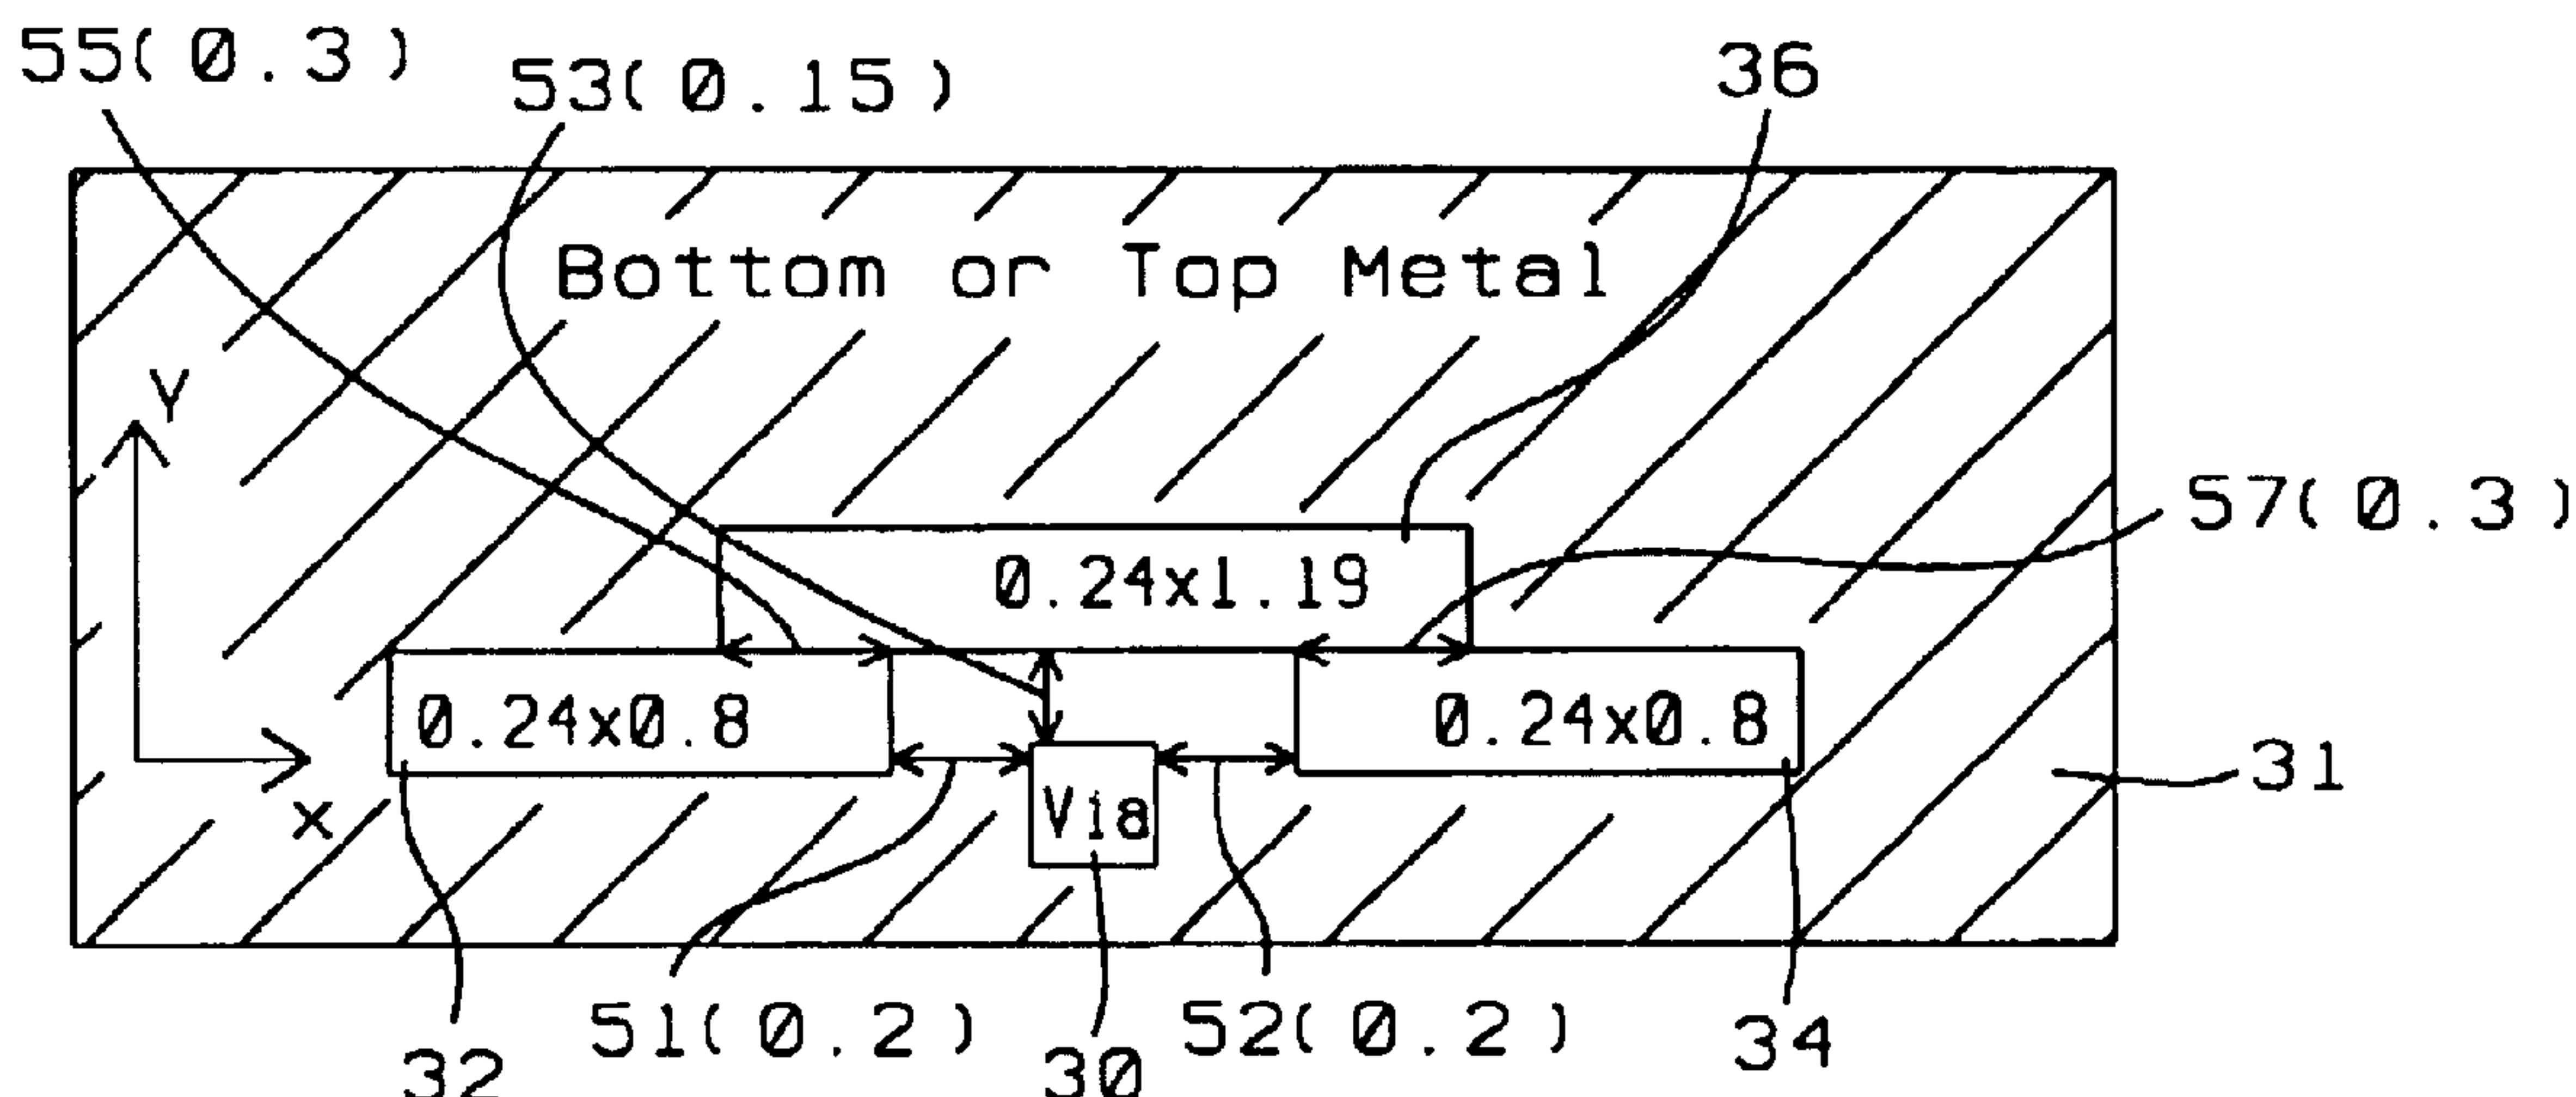 55(0.3)
53(0.15)
36
Bottom or Top Metal
Y
57(0.3)
0.24x1.19
0.24x0.8
0.24x0.8
31
Via
x
51(0.2)
52(0.2)
34
32
30